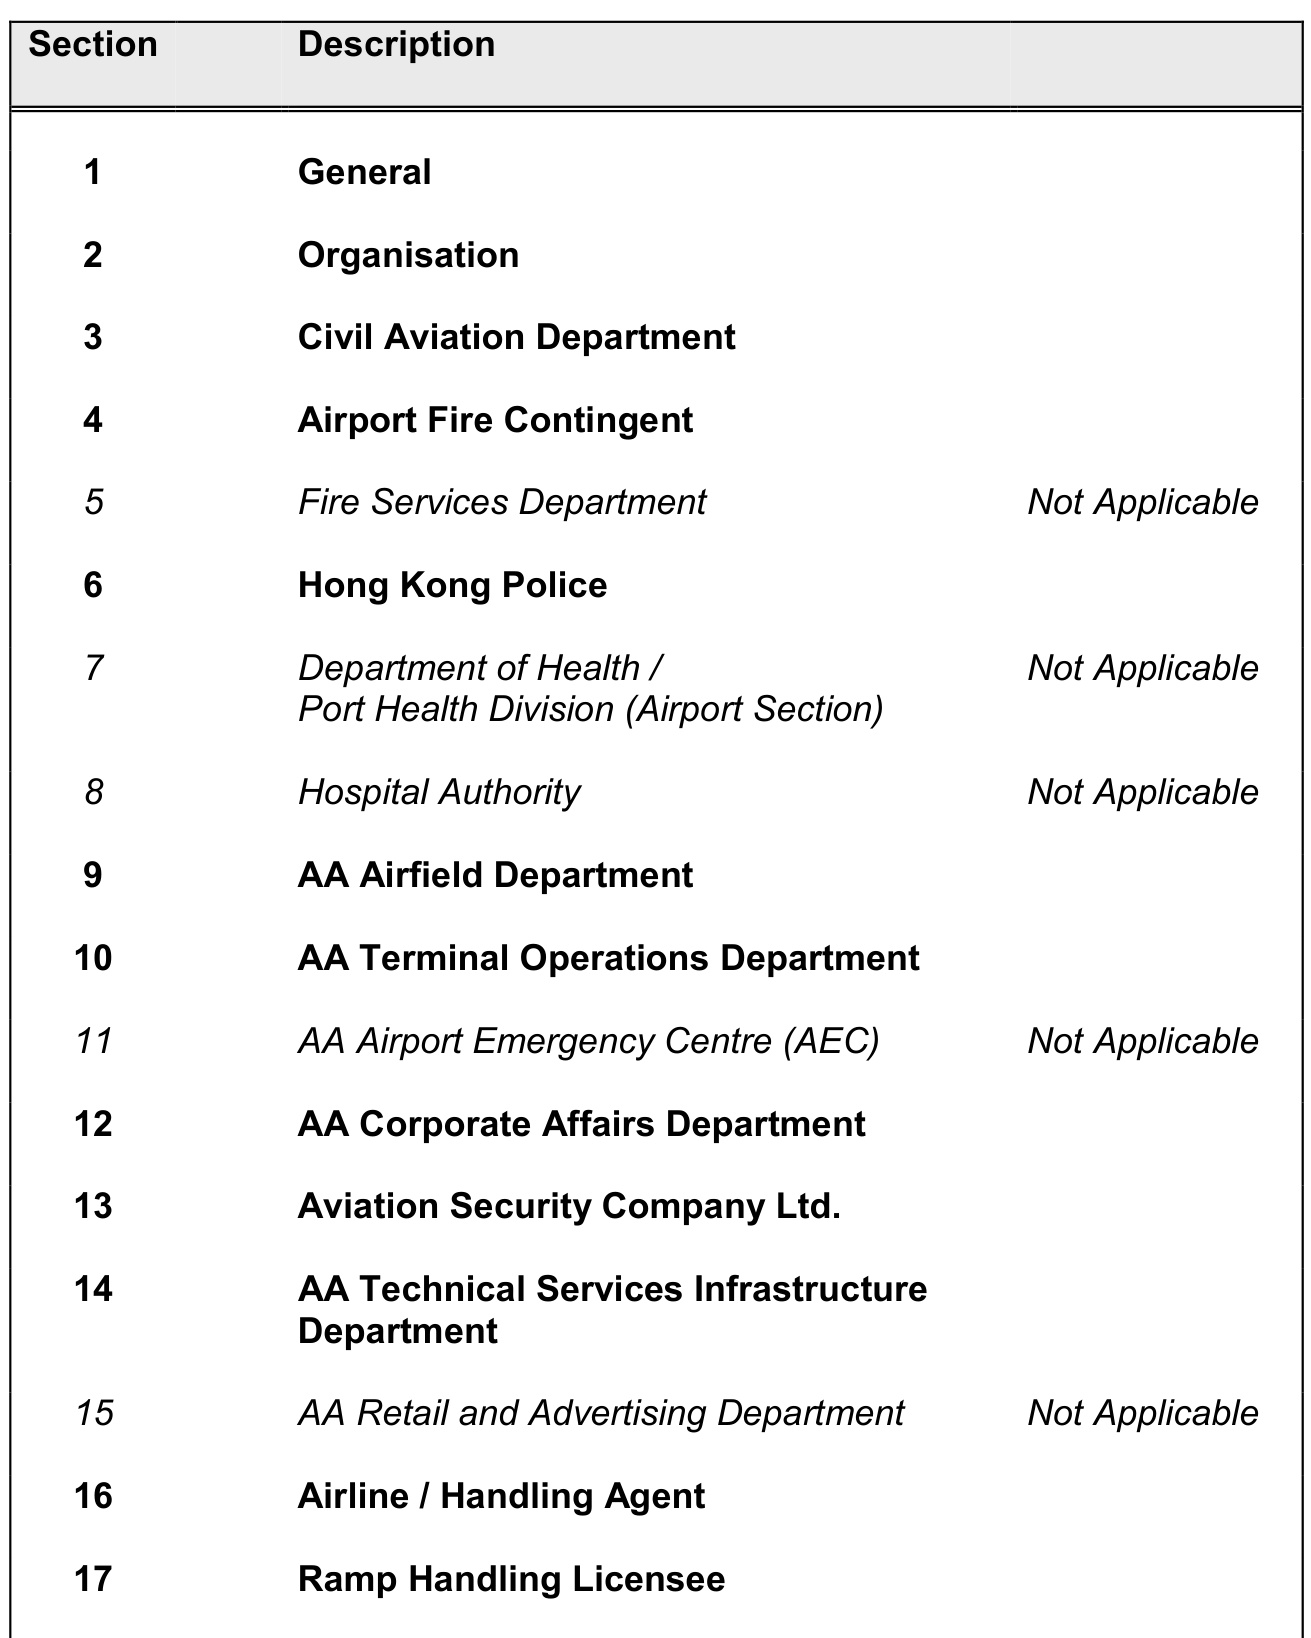 Section Description
1 General
2 Organisation
3 Civil Aviation Department
4 Airport Fire Contingent
5 Fire Services Department Not Applicable
6 Hong Kong Police
7 Department of Health / Not Applicable
Port Health Division (Airport Section)
8 Hospital Authority Not Applicable
9 AA Airfield Department
10 AA Terminal Operations Department
11 AA Airport Emergency Centre (AEC) Not Applicable
12 AA Corporate Affairs Department
13 Aviation Security Company Ltd.
14 AA Technical Services Infrastructure
Department
15 AA Retail and Advertising Department Not Applicable
16 Airline / Handling Agent
17 Ramp Handling Licensee